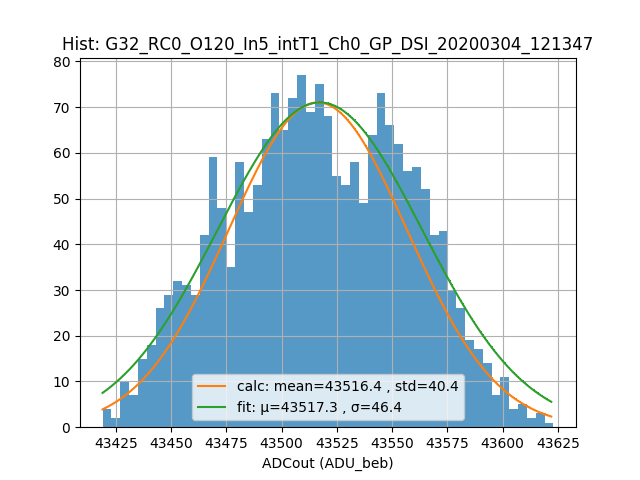 Hist: G32_RC0_O120_In5_intT1_Ch0_GP_DSI_20200304_121347
80
70
60
50
40
30
20
10
0
calc: mean=43516.4 , std=40.4
fit: μ=43517.3 , σ=46.4
43425 43450 43475 43500 43525 43550 43575 43600 43625
ADCout (ADU_beb)